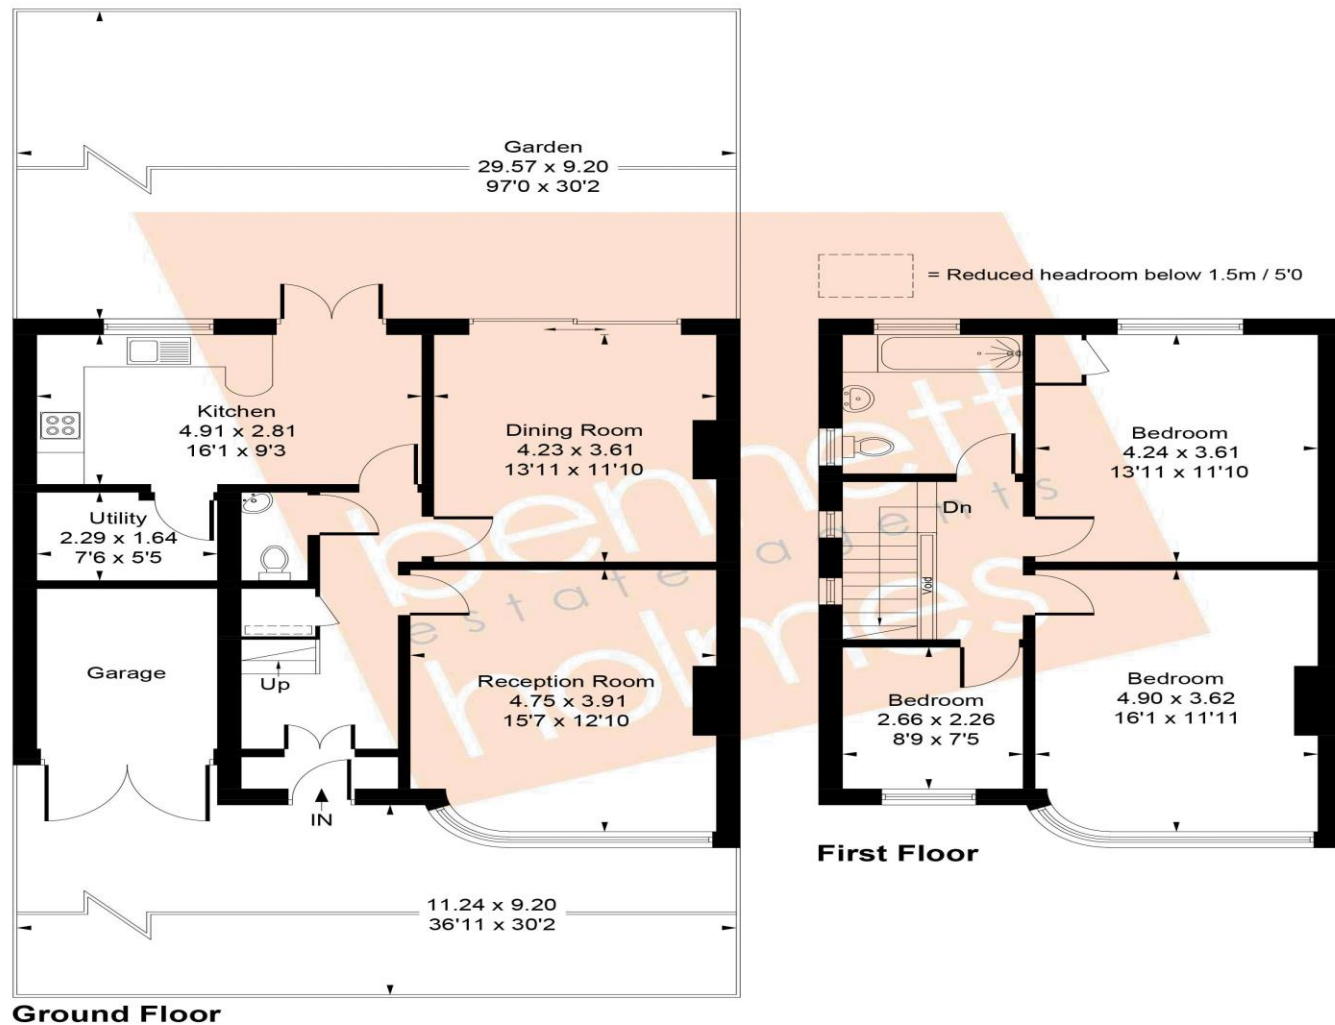 Garden
29.57 x 9.20
97'0 x 30'2
= Reduced headroom below 1.5m / 5'0
Kitchen
4.91 x 2.81
16'1 x 9'3
Dining Room
4.23 x 3.61
13'11 x 11'10
Bedroom
4.24 x 3.61
13'11 x 11'10
Utility
2.29 x 1.64
7'6 x 5'5
Dn
Void
bennett
estate agents
holmes
Garage
Up
Reception Room
4.75 x 3.91
15'7 x 12'10
Bedroom
2.66 x 2.26
8'9 x 7'5
Bedroom
4.90 x 3.62
16'1 x 11'11
IN
First Floor
11.24 x 9.20
36'11 x 30'2
Ground Floor